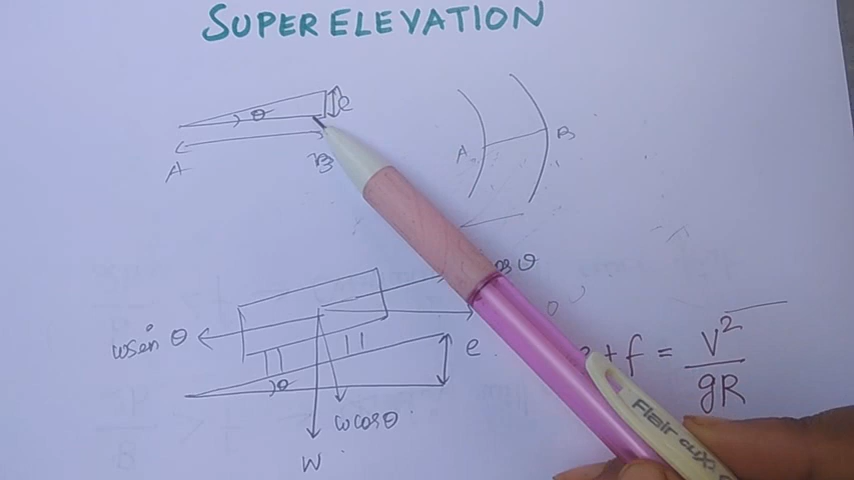 SUPER ELEVATION
θ e
A B
A B
θ
wsin θ e + f = V²/gR
θ
wcosθ
W
Flair